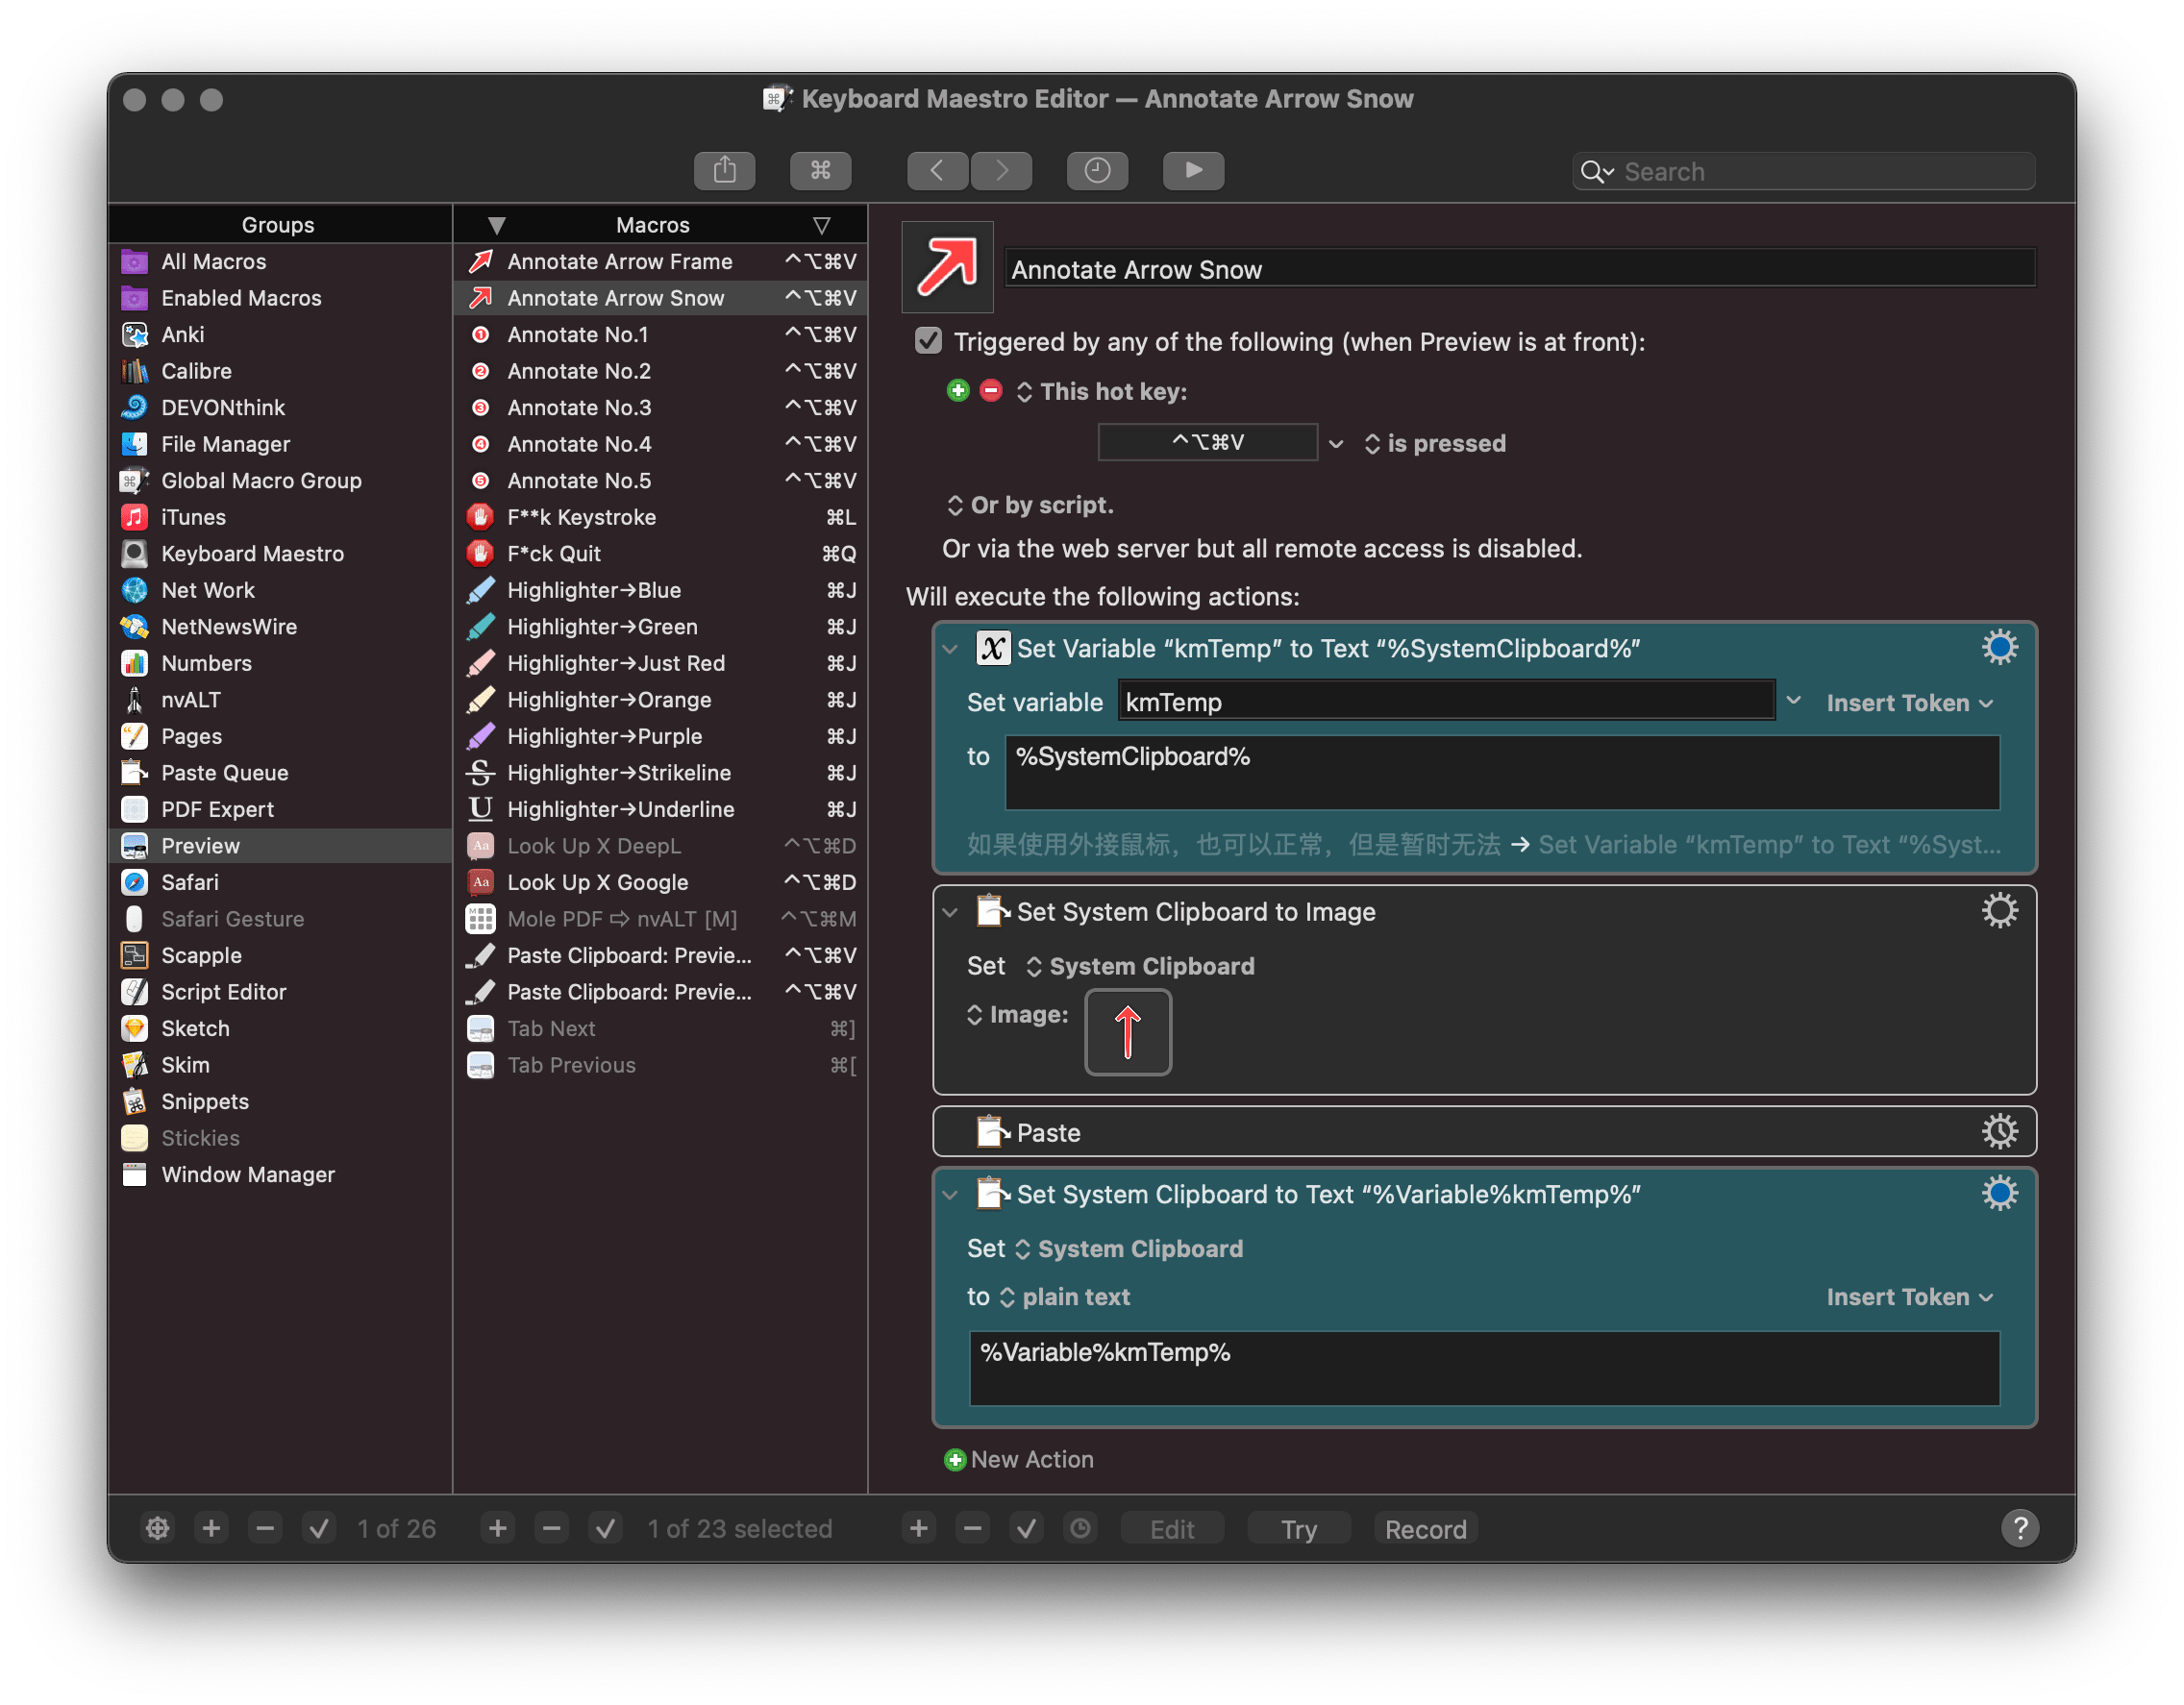 Keyboard Maestro Editor — Annotate Arrow Snow
Search
Groups
All Macros
Enabled Macros
Anki
Calibre
DEVONthink
File Manager
Global Macro Group
iTunes
Keyboard Maestro
Net Work
NetNewsWire
Numbers
nvALT
Pages
Paste Queue
PDF Expert
Preview
Safari
Safari Gesture
Scapple
Script Editor
Sketch
Skim
Snippets
Stickies
Window Manager
Macros
Annotate Arrow Frame ^⌥⌘V
Annotate Arrow Snow ^⌥⌘V
Annotate No.1 ^⌥⌘V
Annotate No.2 ^⌥⌘V
Annotate No.3 ^⌥⌘V
Annotate No.4 ^⌥⌘V
Annotate No.5 ^⌥⌘V
F**k Keystroke ⌘L
F*ck Quit ⌘Q
Highlighter→Blue ⌘J
Highlighter→Green ⌘J
Highlighter→Just Red ⌘J
Highlighter→Orange ⌘J
Highlighter→Purple ⌘J
Highlighter→Strikeline ⌘J
Highlighter→Underline ⌘J
Look Up X DeepL ^⌥⌘D
Look Up X Google ^⌥⌘D
Mole PDF ⇨ nvALT [M] ^⌥⌘M
Paste Clipboard: Previe... ^⌥⌘V
Paste Clipboard: Previe... ^⌥⌘V
Tab Next ⌘]
Tab Previous ⌘[
Annotate Arrow Snow
Triggered by any of the following (when Preview is at front):
This hot key:
^⌥⌘V is pressed
Or by script.
Or via the web server but all remote access is disabled.
Will execute the following actions:
Set Variable “kmTemp” to Text “%SystemClipboard%”
Set variable kmTemp Insert Token
to %SystemClipboard%
如果使用外接鼠标，也可以正常，但是暂时无法 → Set Variable “kmTemp” to Text “%Syst...
Set System Clipboard to Image
Set System Clipboard
Image:
Paste
Set System Clipboard to Text “%Variable%kmTemp%”
Set System Clipboard
to plain text Insert Token
%Variable%kmTemp%
New Action
1 of 26
1 of 23 selected
Edit Try Record ?